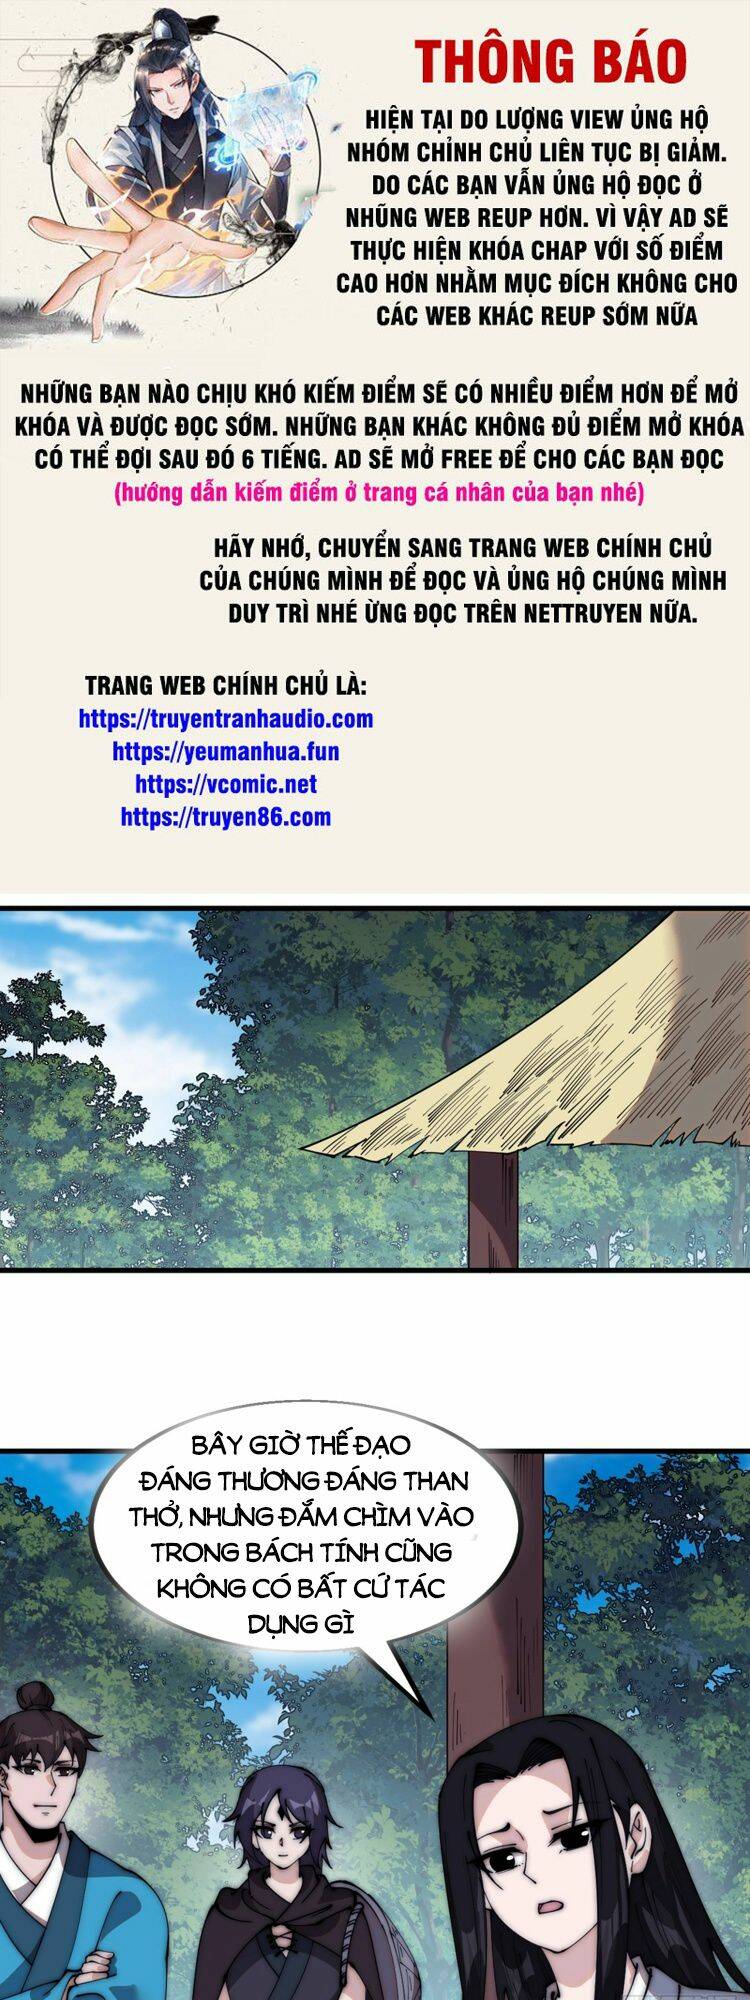 THÔNG BÁO
HIỆN TẠI DO LƯỢNG VIEW ỦNG HỘ
NHÓM CHỈNH CHỦ LIÊN TỤC BỊ GIẢM.
DO CÁC BẠN VẪN ỦNG HỘ ĐỌC Ở
NHŨNG WEB REUP HƠN. VÌ VẬY AD SẼ
THỰC HIỆN KHÓA CHAP VỚI SỐ ĐIỂM
CAO HƠN NHẰM MỤC ĐÍCH KHÔNG CHO
CÁC WEB KHÁC REUP SỚM NỮA
NHỮNG BẠN NÀO CHỊU KHÓ KIẾM ĐIỂM SẼ CÓ NHIỀU ĐIỂM HƠN ĐỂ MỞ
KHÓA VÀ ĐƯỢC ĐỌC SỚM. NHỮNG BẠN KHÁC KHÔNG ĐỦ ĐIỂM MỞ KHÓA
CÓ THỂ ĐỢI SAU ĐÓ 6 TIẾNG. AD SẼ MỞ FREE ĐỂ CHO CÁC BẠN ĐỌC
(hướng dẫn kiếm điểm ở trang cá nhân của bạn nhé)
HÃY NHỚ, CHUYỂN SANG TRANG WEB CHÍNH CHỦ
CỦA CHÚNG MÌNH ĐỂ ĐỌC VÀ ỦNG HỘ CHÚNG MÌNH
DUY TRÌ NHÉ ỪNG ĐỌC TRÊN NETTRUYEN NỮA.
TRANG WEB CHÍNH CHỦ LÀ:
https://truyentranhaudio.com
https://yeumanhua.fun
https://vcomic.net
https://truyen86.com
BÂY GIỜ THẾ ĐẠO
ĐÁNG THƯƠNG ĐÁNG THAN
THỞ, NHƯNG ĐẮM CHÌM VÀO
TRONG BÁCH TÍNH CŨNG
KHÔNG CÓ BẤT CỨ TÁC
DỤNG GÌ